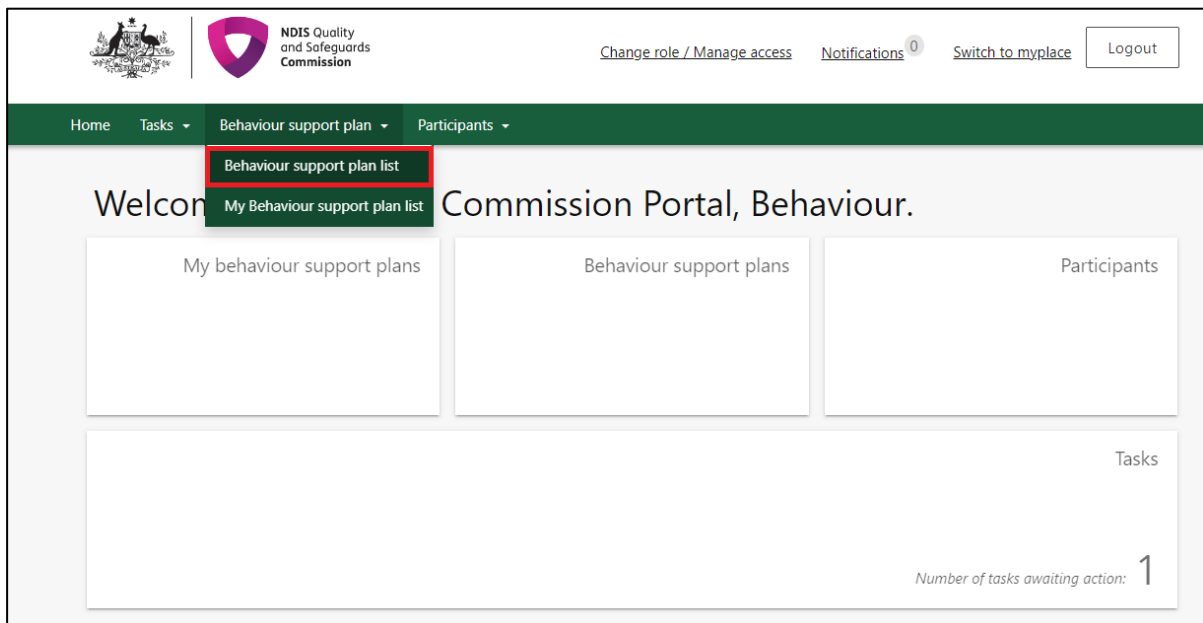 NDIS Quality
and Safeguards
Commission
Change role / Manage access Notifications 0 Switch to myplace Logout
Home Tasks Behaviour support plan Participants
Behaviour support plan list
My Behaviour support plan list
Welcon Commission Portal, Behaviour.
My behaviour support plans Behaviour support plans Participants
Tasks
Number of tasks awaiting action: 1